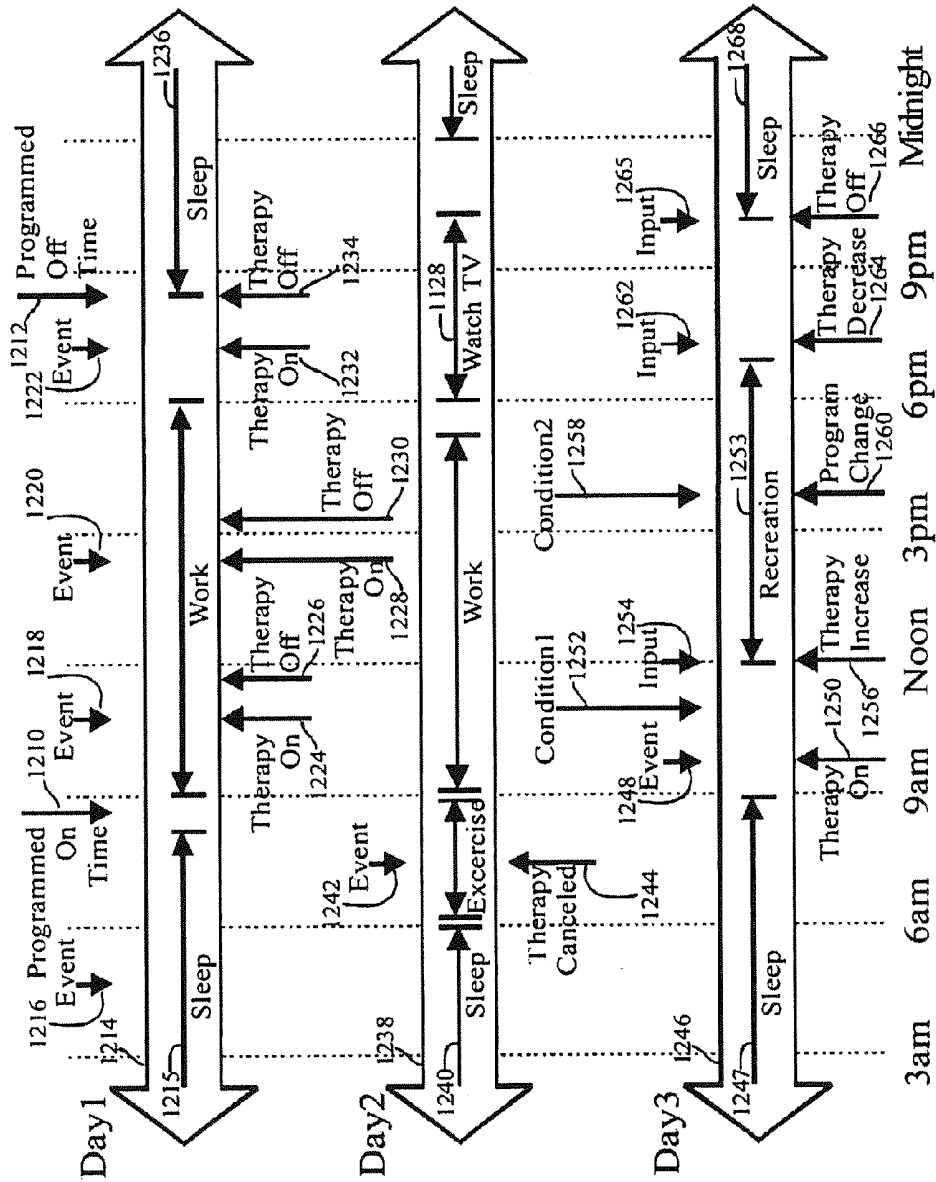 Programmed
On
Time
1210
Programmed
Off
Time
1212
1216
Event
Event
1218
Event
1220
1222
Event
Day1
1214
1215
Sleep
Work
Sleep
1236
Therapy
On
1224
Therapy
Off
1226
Therapy
On
1228
Therapy
Off
1230
Therapy
On
1232
Therapy
Off
1234
1242
Event
Day2
1238
1240
Sleep
Excercise
Work
1128
Watch TV
Sleep
Therapy
Canceled
1244
1248
Event
Condition1
1252
Input
1254
Condition2
1258
Input
1262
Input
1265
Day3
1246
1247
Sleep
1253
Recreation
Sleep
1268
Therapy
On
1250
Therapy
Increase
1256
Program
Change
1260
Therapy
Decrease
1264
Therapy
Off
1266
3am
6am
9am
Noon
3pm
6pm
9pm
Midnight